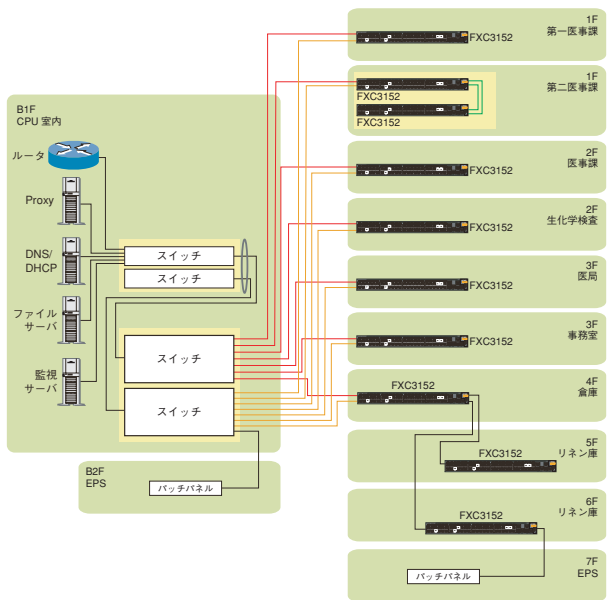 B1F
CPU 室内
ルータ
Proxy
DNS/
DHCP
ファイル
サーバ
監視
サーバ
スイッチ
スイッチ
スイッチ
スイッチ
B2F
EPS
パッチパネル
1F
第一医事課
FXC3152
1F
第二医事課
FXC3152
FXC3152
2F
医事課
FXC3152
2F
生化学検査
FXC3152
3F
医局
FXC3152
3F
事務室
FXC3152
4F
倉庫
FXC3152
5F
リネン庫
FXC3152
6F
リネン庫
FXC3152
7F
EPS
パッチパネル